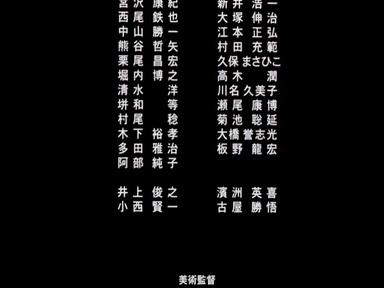 宮沢康紀
西尾鉄也
中山勝一
熊谷哲矢
栗尾昌宏
堀内博之
清水洋
垪和等
村尾稔
木下裕孝
多田雅治
阿部純子
井上俊之
小西賢一
新井浩一
大塚伸治
江本正弘
村田充範
久保まさひこ
高木潤
川名久美子
瀬尾康博
菊池聡延
大橋誉志光
板野龍宏
濱洲英喜
古屋勝悟
美術監督